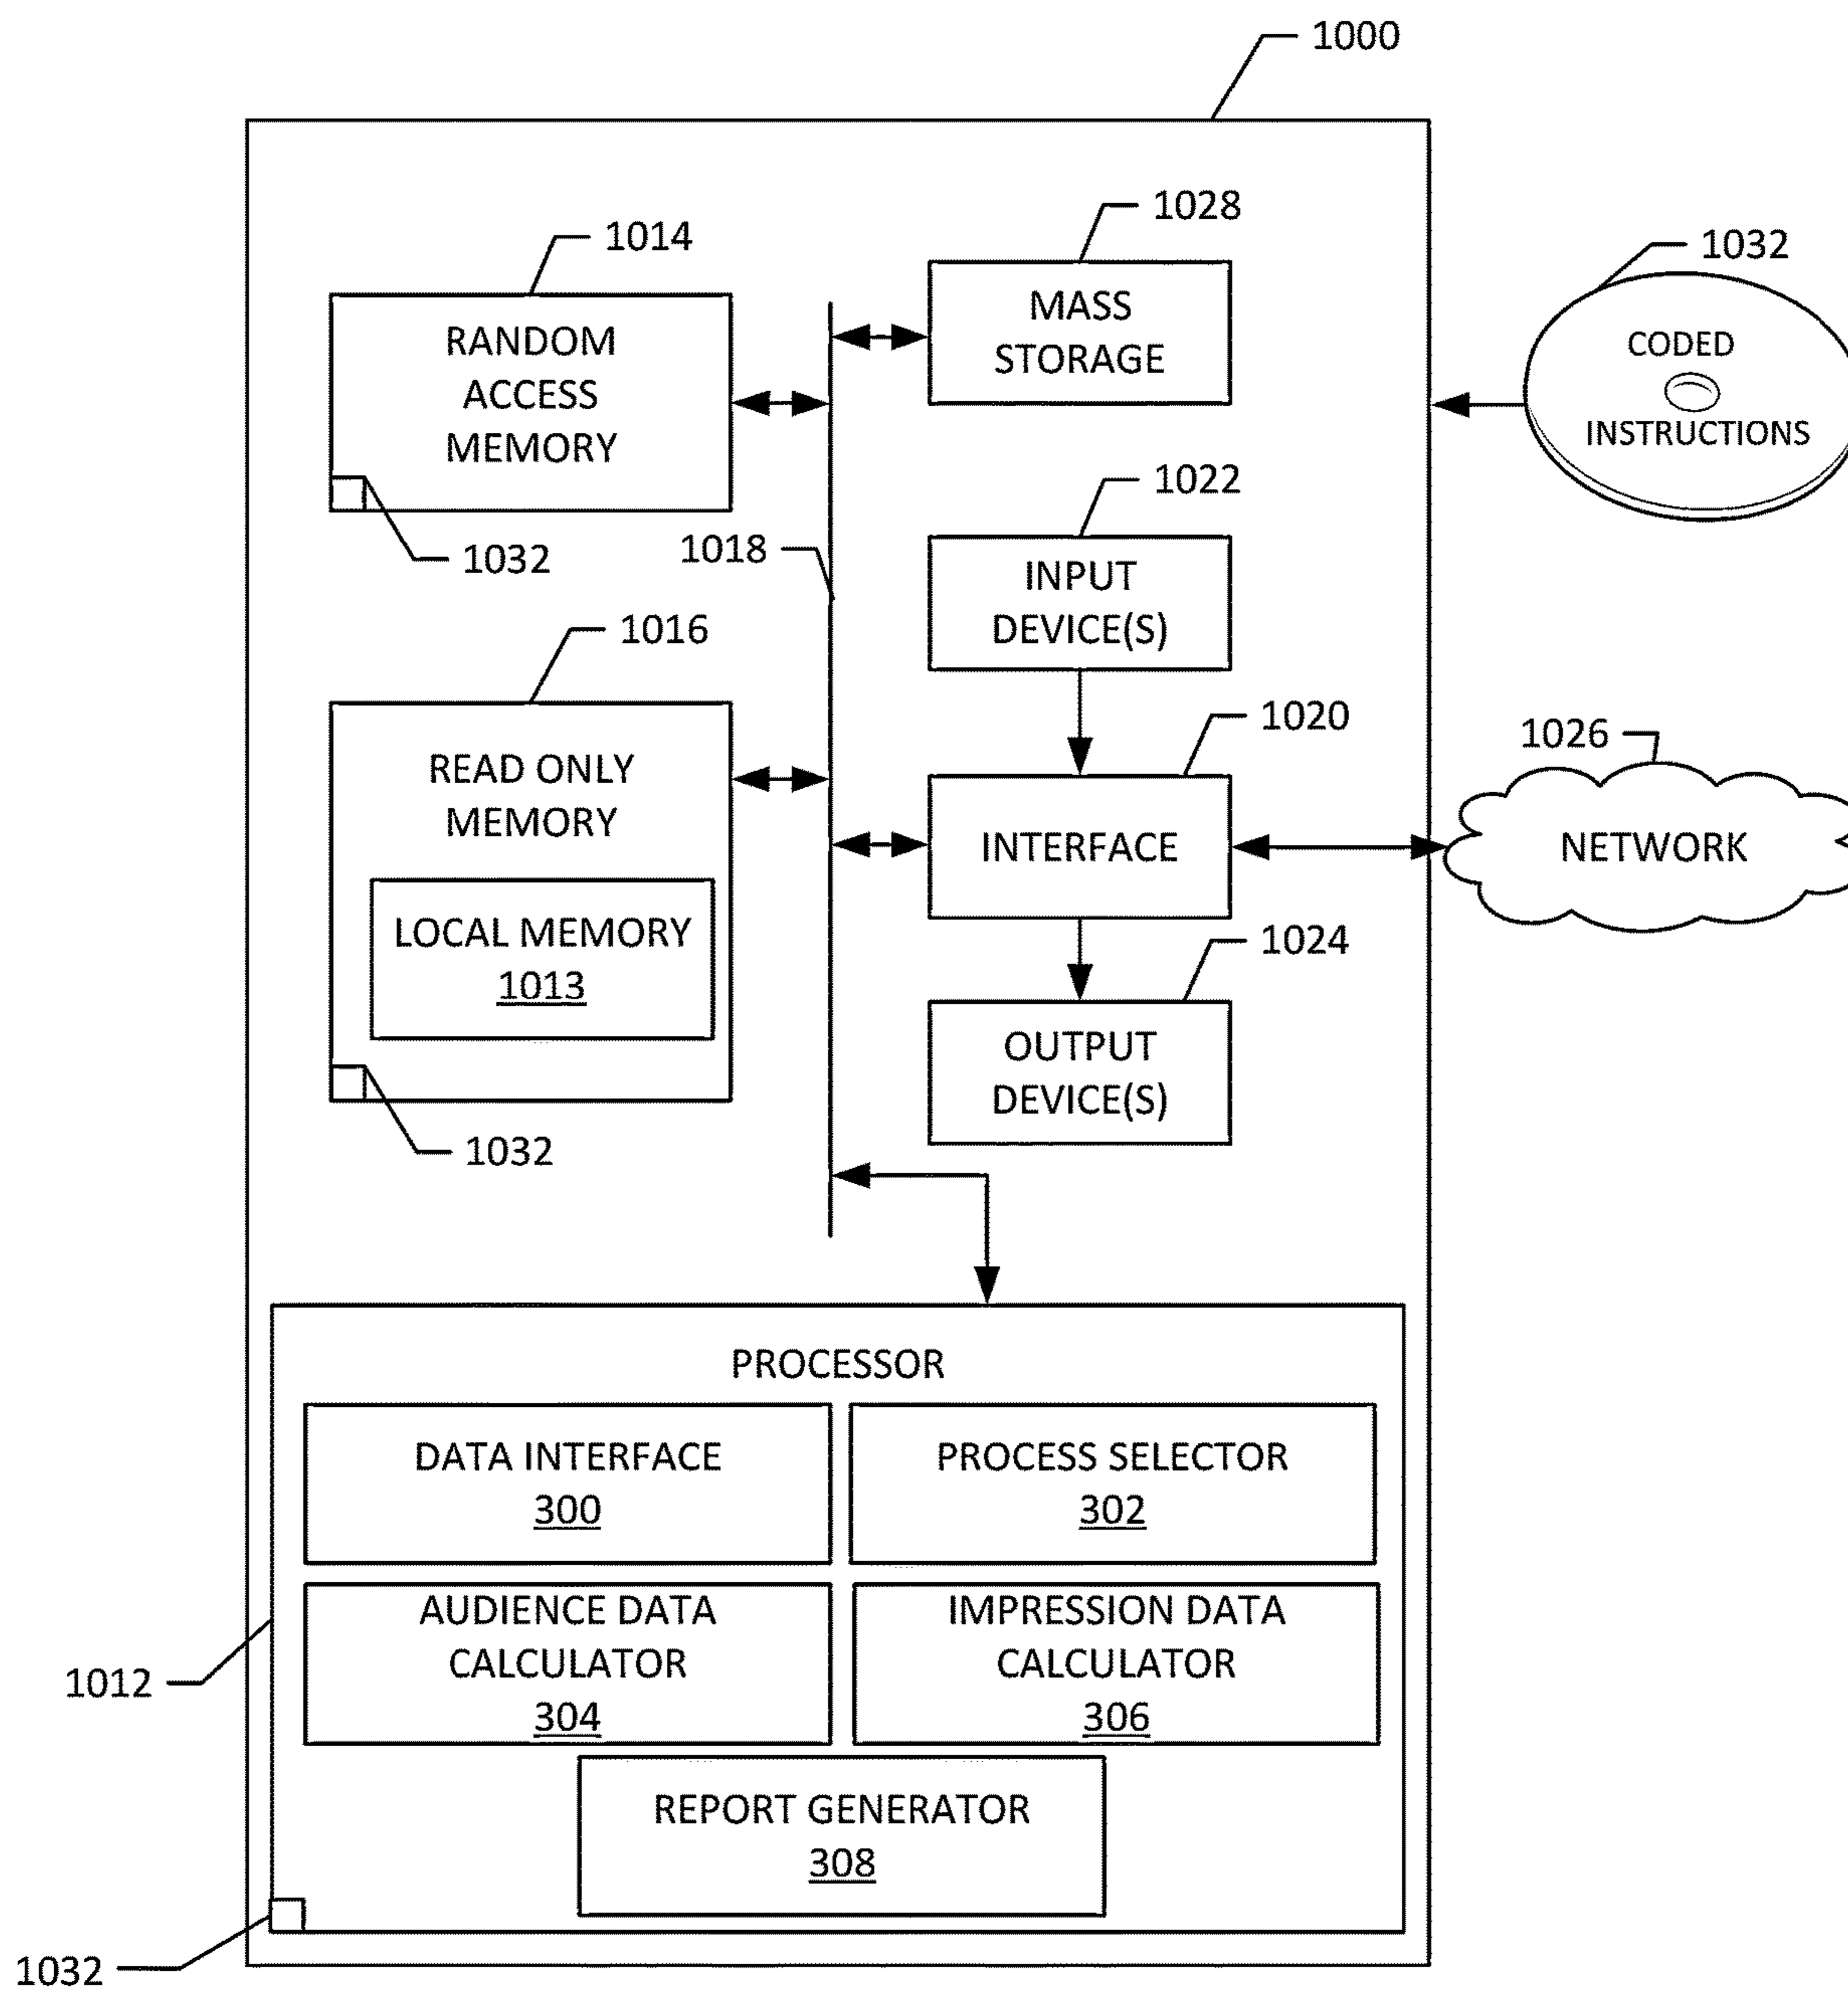 1000
1028
1014
1032
MASS
STORAGE
RANDOM
ACCESS
MEMORY
CODED
INSTRUCTIONS
1022
1032
1018
INPUT
DEVICE(S)
1016
1020
1026
READ ONLY
MEMORY
INTERFACE
NETWORK
LOCAL MEMORY
1013
1024
OUTPUT
DEVICE(S)
1032
PROCESSOR
DATA INTERFACE
300
PROCESS SELECTOR
302
AUDIENCE DATA
CALCULATOR
304
IMPRESSION DATA
CALCULATOR
306
1012
REPORT GENERATOR
308
1032